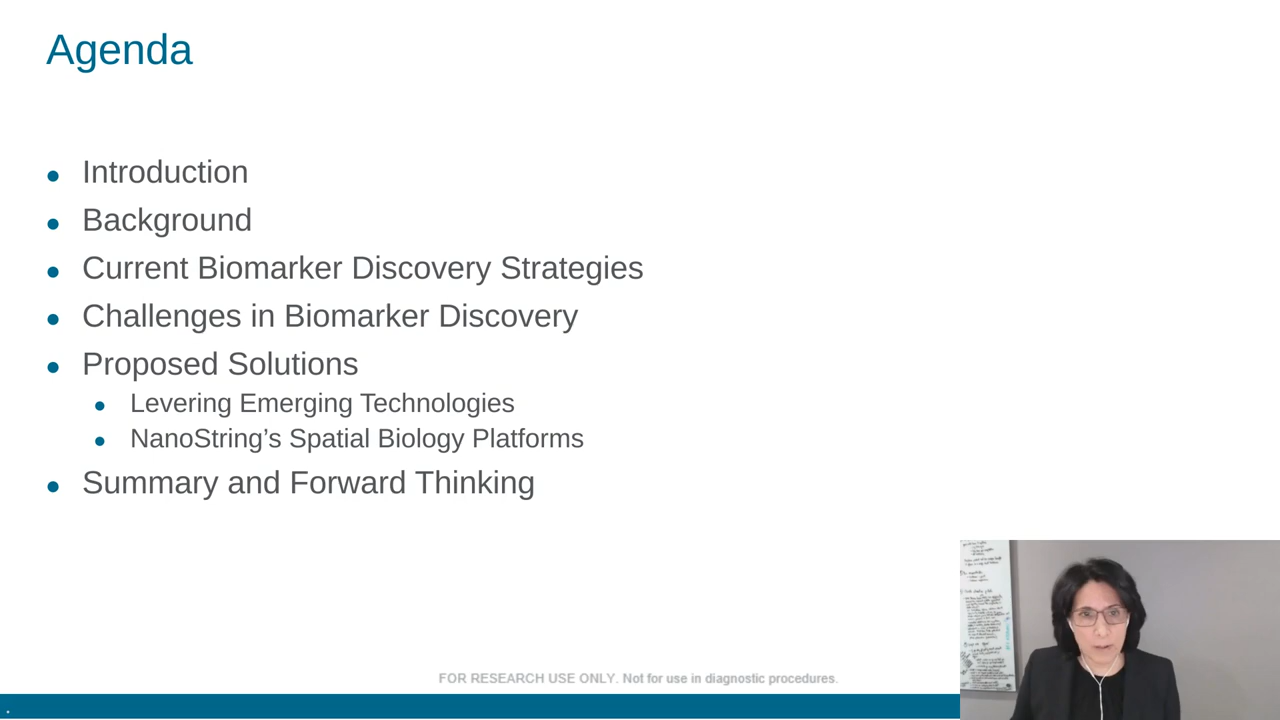 Agenda
Introduction
Background
Current Biomarker Discovery Strategies
Challenges in Biomarker Discovery
Proposed Solutions
Levering Emerging Technologies
NanoString’s Spatial Biology Platforms
Summary and Forward Thinking
FOR RESEARCH USE ONLY. Not for use in diagnostic procedures.